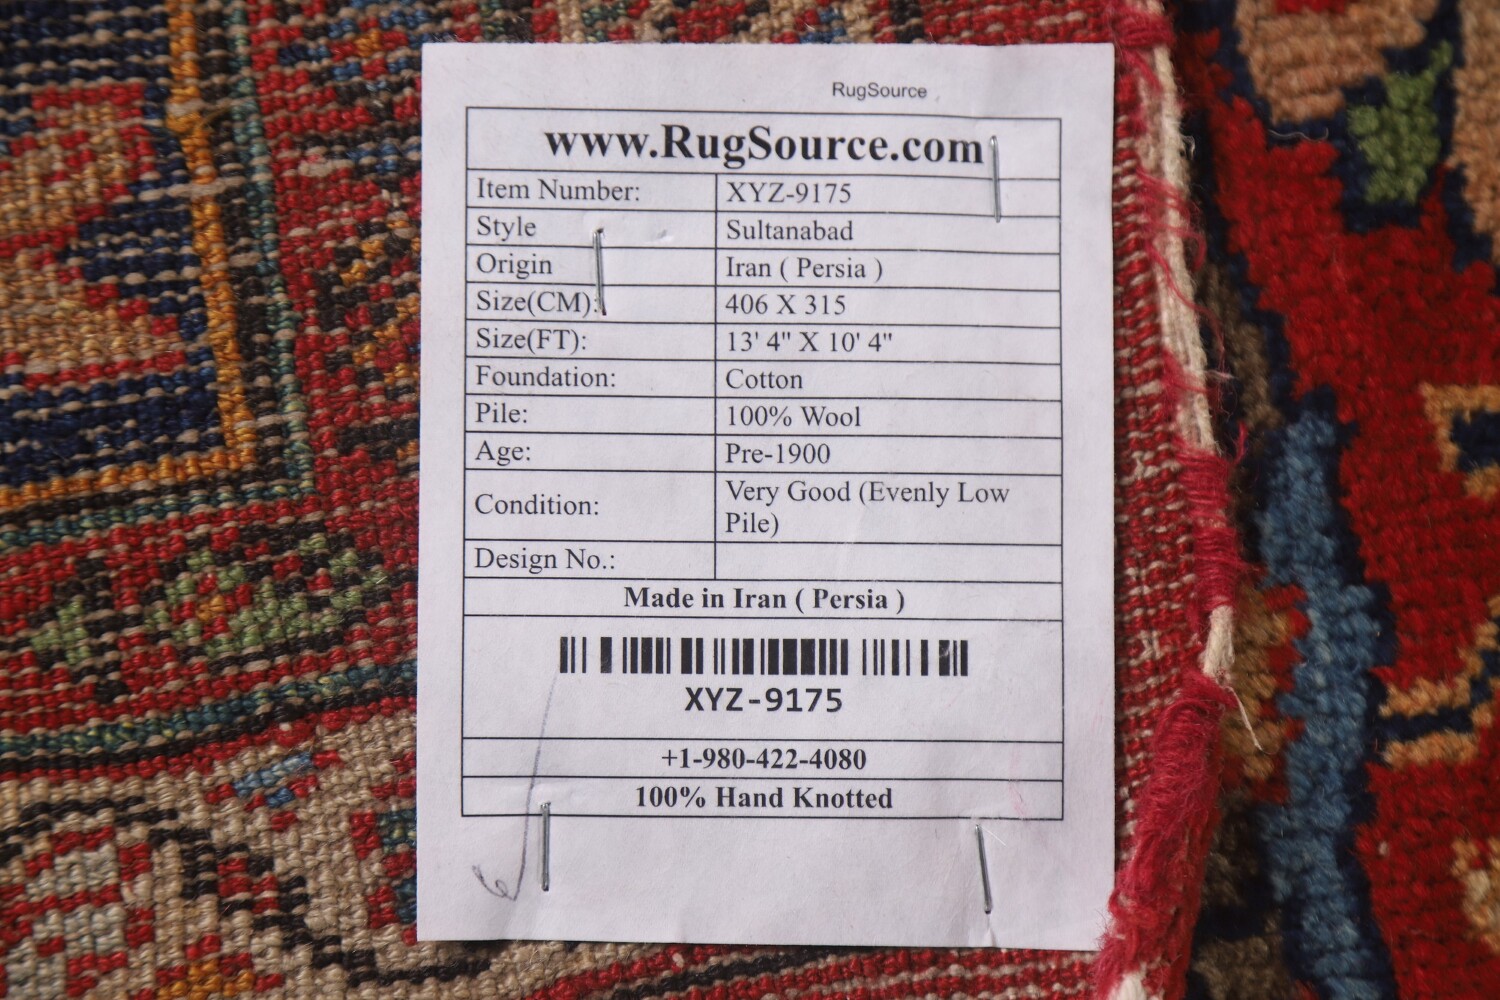 RugSource
www.RugSource.com
Item Number: XYZ-9175
Style Sultanabad
Origin Iran ( Persia )
Size(CM): 406 X 315
Size(FT): 13' 4" X 10' 4"
Foundation: Cotton
Pile: 100% Wool
Age: Pre-1900
Condition: Very Good (Evenly Low
Pile)
Design No.:
Made in Iran ( Persia )
XYZ-9175
+1-980-422-4080
100% Hand Knotted